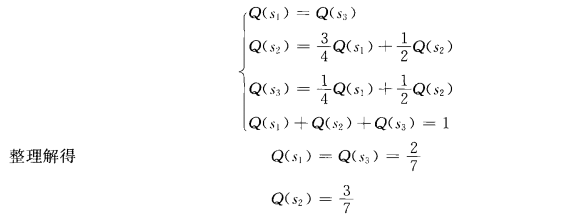 Q(s₁) = Q(s₃)
Q(s₂) = 3/4 Q(s₁) + 1/2 Q(s₂)
Q(s₃) = 1/4 Q(s₁) + 1/2 Q(s₂)
Q(s₁) + Q(s₂) + Q(s₃) = 1
整理解得 Q(s₁) = Q(s₃) = 2/7
Q(s₂) = 3/7